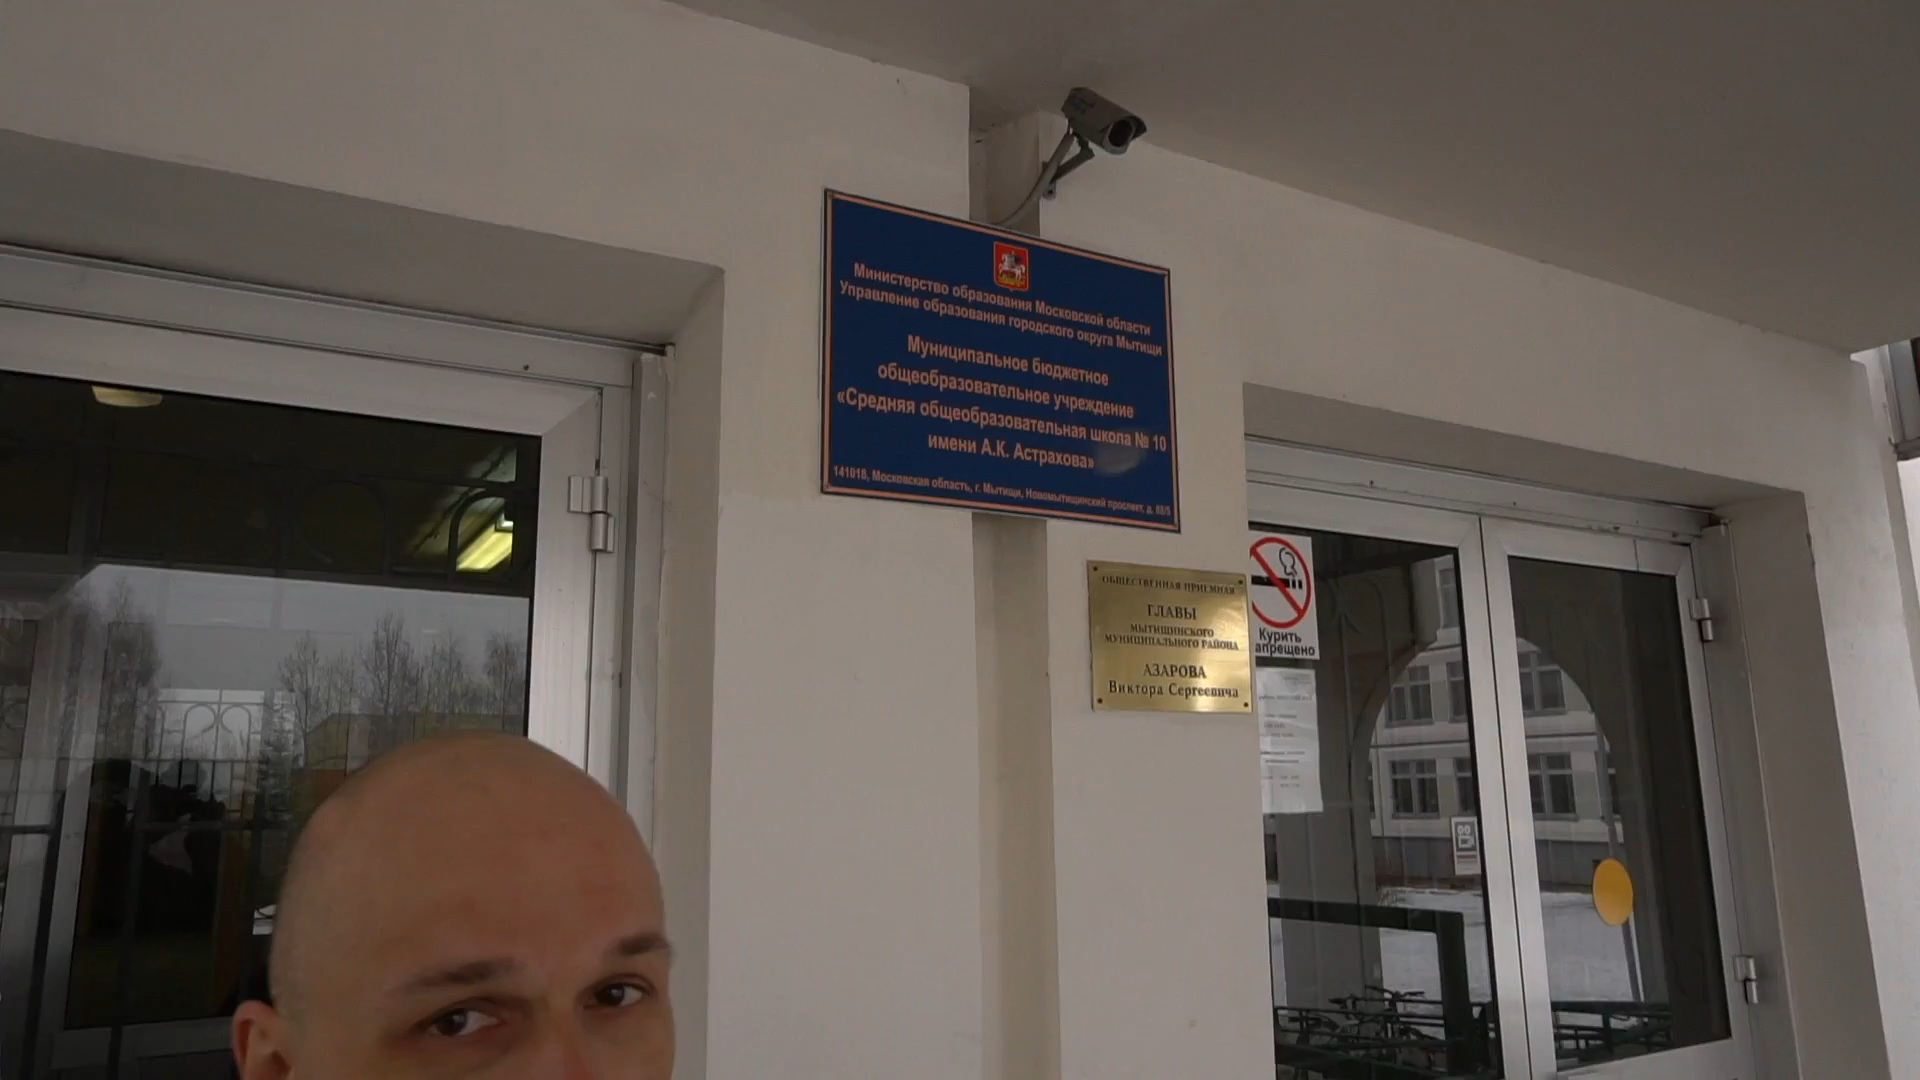 Министерство образования Московской области
Управление образования городского округа Мытищи
Муниципальное бюджетное
общеобразовательное учреждение
«Средняя общеобразовательная школа № 10
имени А.К. Астрахова»
141018, Московская область, г. Мытищи, Новомытищинский проспект, д. 88/5
ОБЩЕСТВЕННАЯ ПРИЕМНАЯ
ГЛАВЫ
МЫТИЩИНСКОГО
МУНИЦИПАЛЬНОГО РАЙОНА
АЗАРОВА
Виктора Сергеевича
Курить
апрещено